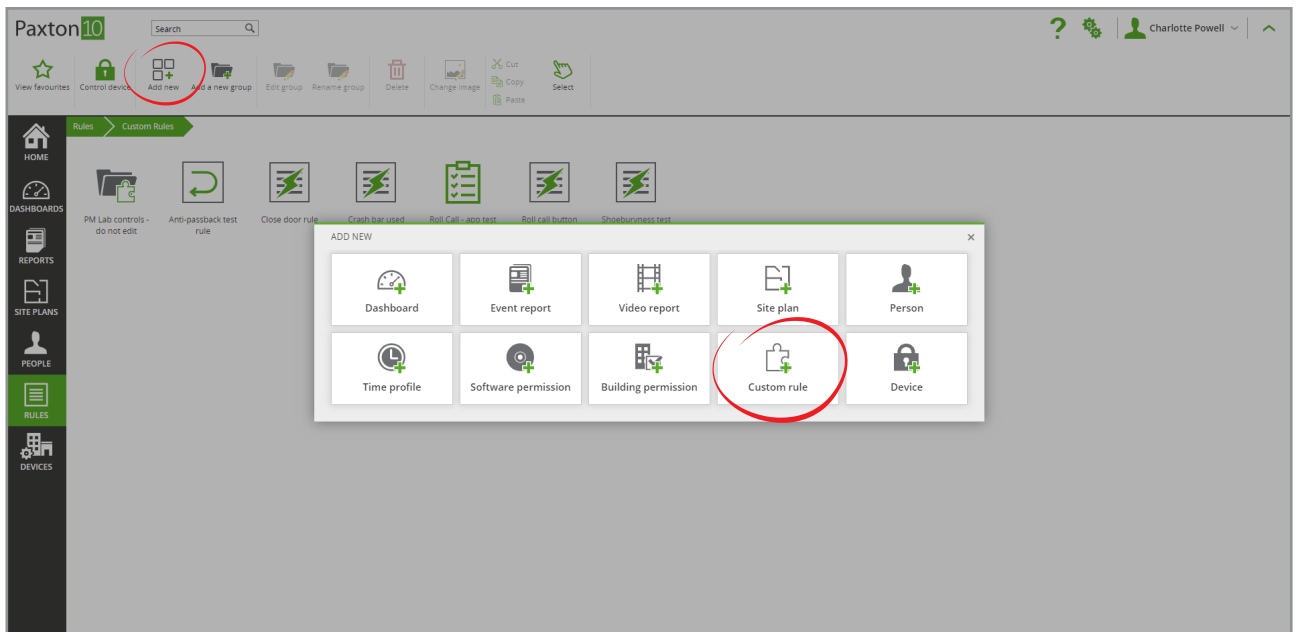 Paxton10
Search
Charlotte Powell
View favourites
Control device
Add new
Add a new group
Edit group
Rename group
Delete
Change image
Cut
Copy
Paste
Select
Rules
Custom Rules
HOME
DASHBOARDS
REPORTS
SITE PLANS
PEOPLE
RULES
DEVICES
PM Lab controls -
do not edit
Anti-passback test
rule
Close door rule
Crash bar used
Roll Call - app test
Roll call button
Shoeburyness test
ADD NEW
Dashboard
Event report
Video report
Site plan
Person
Time profile
Software permission
Building permission
Custom rule
Device